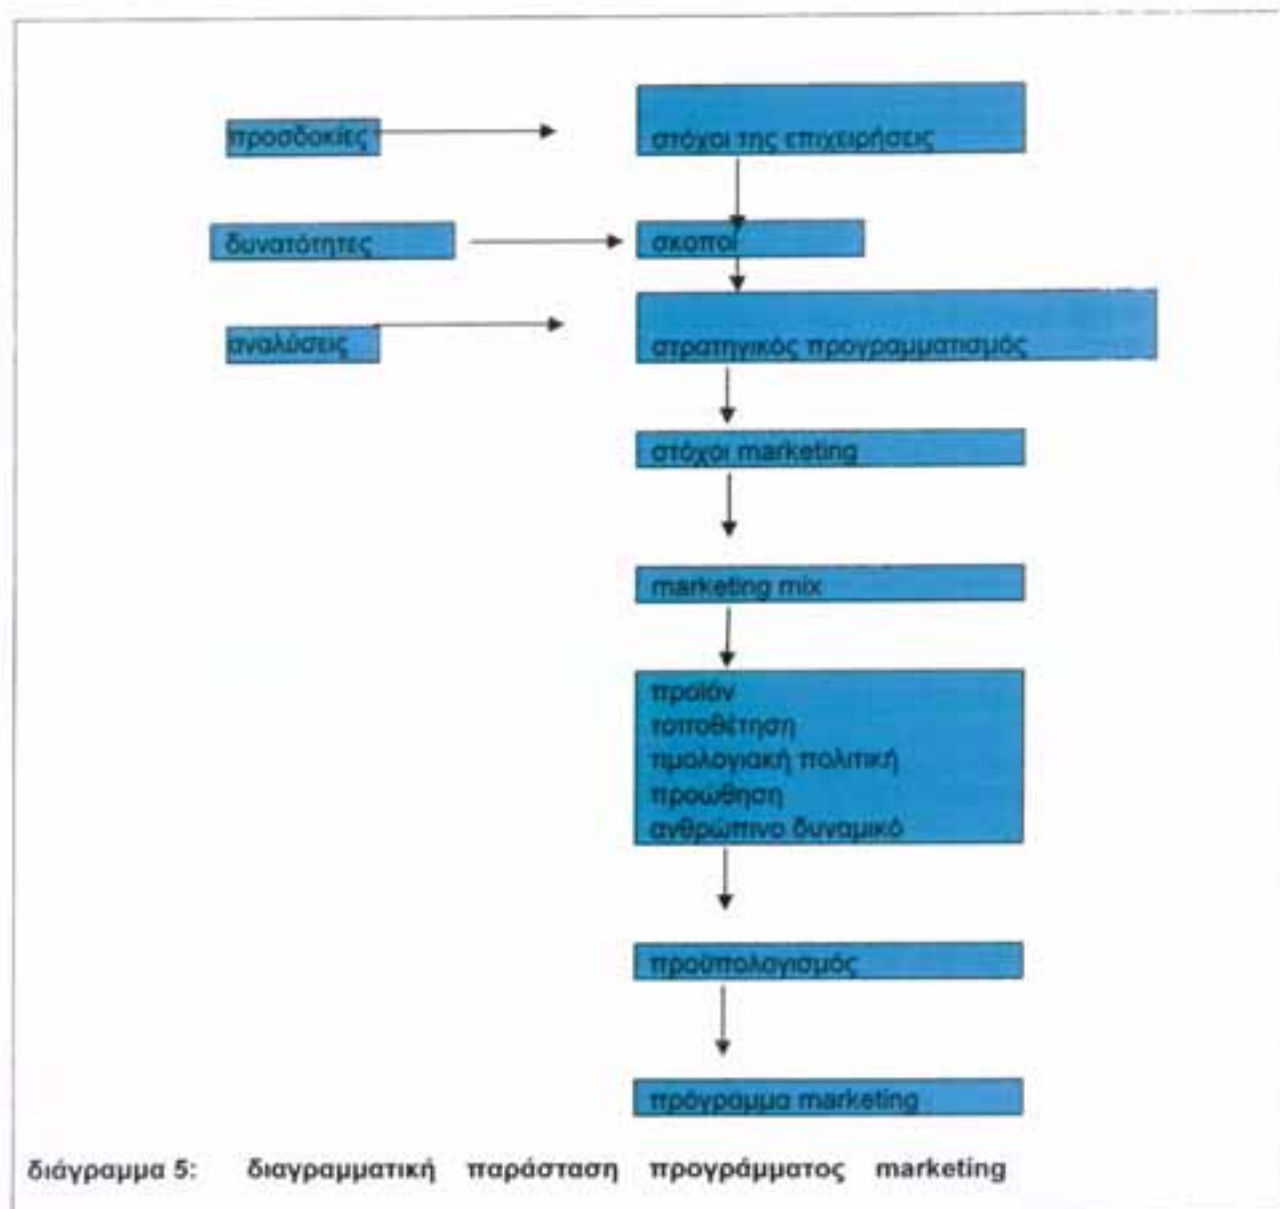 προσδοκίες
στόχοι της επιχειρήσεις
δυνατότητες
σκοποί
αναλύσεις
στρατηγικός προγραμματισμός
στόχοι marketing
marketing mix
προϊόν
τοποθέτηση
τιμολογιακή πολιτική
προώθηση
ανθρώπινο δυναμικό
προϋπολογισμός
πρόγραμμα marketing
διάγραμμα 5: διαγραμματική παράσταση προγράμματος marketing